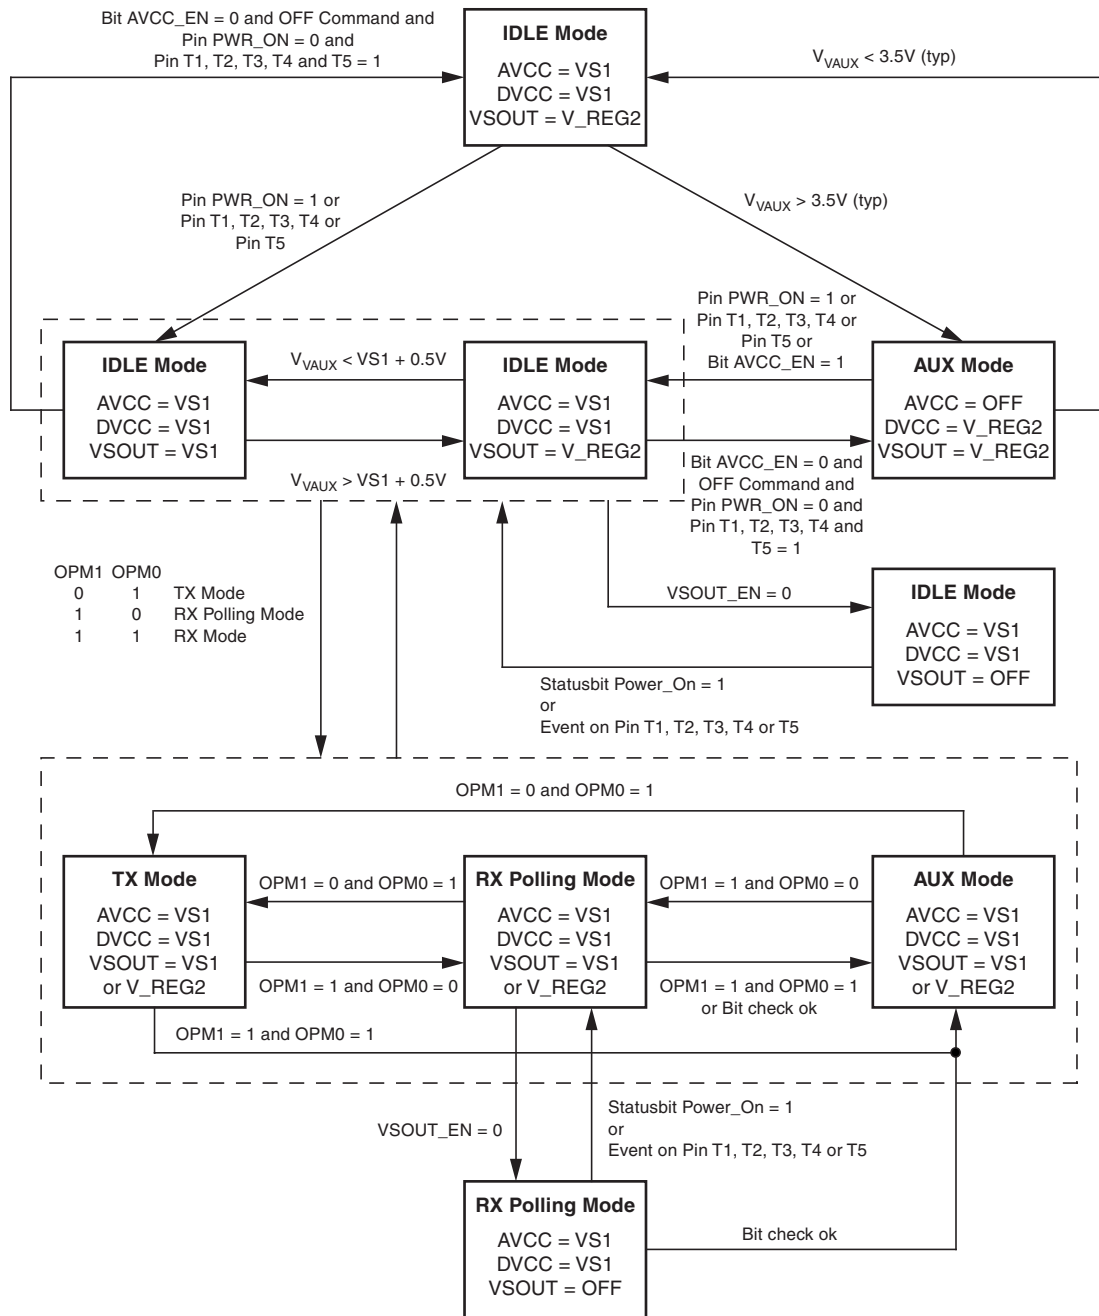 Bit AVCC_EN = 0 and OFF Command and
Pin PWR_ON = 0 and
Pin T1, T2, T3, T4 and T5 = 1
IDLE Mode
AVCC = VS1
DVCC = VS1
VSOUT = V_REG2
V_VAUX < 3.5V (typ)
Pin PWR_ON = 1 or
Pin T1, T2, T3, T4 or
Pin T5
V_VAUX > 3.5V (typ)
IDLE Mode
AVCC = VS1
DVCC = VS1
VSOUT = VS1
V_VAUX < VS1 + 0.5V
V_VAUX > VS1 + 0.5V
IDLE Mode
AVCC = VS1
DVCC = VS1
VSOUT = V_REG2
Pin PWR_ON = 1 or
Pin T1, T2, T3, T4 or
Pin T5 or
Bit AVCC_EN = 1
Bit AVCC_EN = 0 and
OFF Command and
Pin PWR_ON = 0 and
Pin T1, T2, T3, T4 and
T5 = 1
AUX Mode
AVCC = OFF
DVCC = V_REG2
VSOUT = V_REG2
OPM1 OPM0
0 1 TX Mode
1 0 RX Polling Mode
1 1 RX Mode
VSOUT_EN = 0
IDLE Mode
AVCC = VS1
DVCC = VS1
VSOUT = OFF
Statusbit Power_On = 1
or
Event on Pin T1, T2, T3, T4 or T5
OPM1 = 0 and OPM0 = 1
TX Mode
AVCC = VS1
DVCC = VS1
VSOUT = VS1
or V_REG2
OPM1 = 0 and OPM0 = 1
OPM1 = 1 and OPM0 = 0
RX Polling Mode
AVCC = VS1
DVCC = VS1
VSOUT = VS1
or V_REG2
OPM1 = 1 and OPM0 = 0
OPM1 = 1 and OPM0 = 1
or Bit check ok
AUX Mode
AVCC = VS1
DVCC = VS1
VSOUT = VS1
or V_REG2
OPM1 = 1 and OPM0 = 1
VSOUT_EN = 0
Statusbit Power_On = 1
or
Event on Pin T1, T2, T3, T4 or T5
RX Polling Mode
AVCC = VS1
DVCC = VS1
VSOUT = OFF
Bit check ok